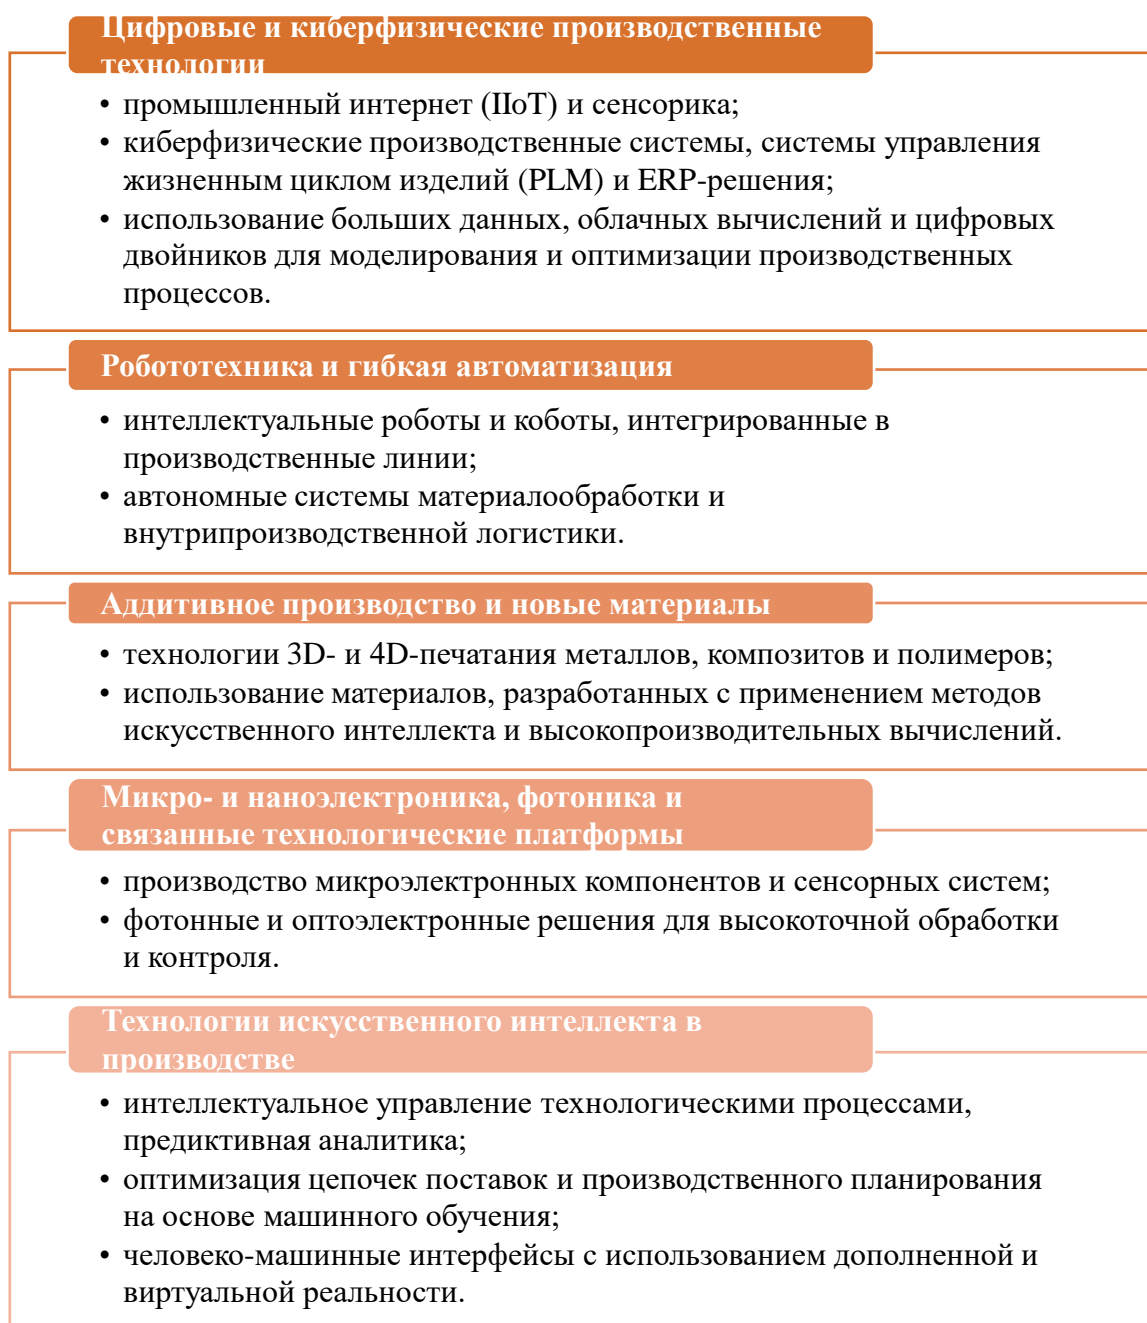 Цифровые и киберфизические производственные
технологии
• промышленный интернет (IIoT) и сенсорика;
• киберфизические производственные системы, системы управления
жизненным циклом изделий (PLM) и ERP-решения;
• использование больших данных, облачных вычислений и цифровых
двойников для моделирования и оптимизации производственных
процессов.
Робототехника и гибкая автоматизация
• интеллектуальные роботы и коботы, интегрированные в
производственные линии;
• автономные системы материалообработки и
внутрипроизводственной логистики.
Аддитивное производство и новые материалы
• технологии 3D- и 4D-печатания металлов, композитов и полимеров;
• использование материалов, разработанных с применением методов
искусственного интеллекта и высокопроизводительных вычислений.
Микро- и наноэлектроника, фотоника и
связанные технологические платформы
• производство микроэлектронных компонентов и сенсорных систем;
• фотонные и оптоэлектронные решения для высокоточной обработки
и контроля.
Технологии искусственного интеллекта в
производстве
• интеллектуальное управление технологическими процессами,
предиктивная аналитика;
• оптимизация цепочек поставок и производственного планирования
на основе машинного обучения;
• человеко-машинные интерфейсы с использованием дополненной и
виртуальной реальности.